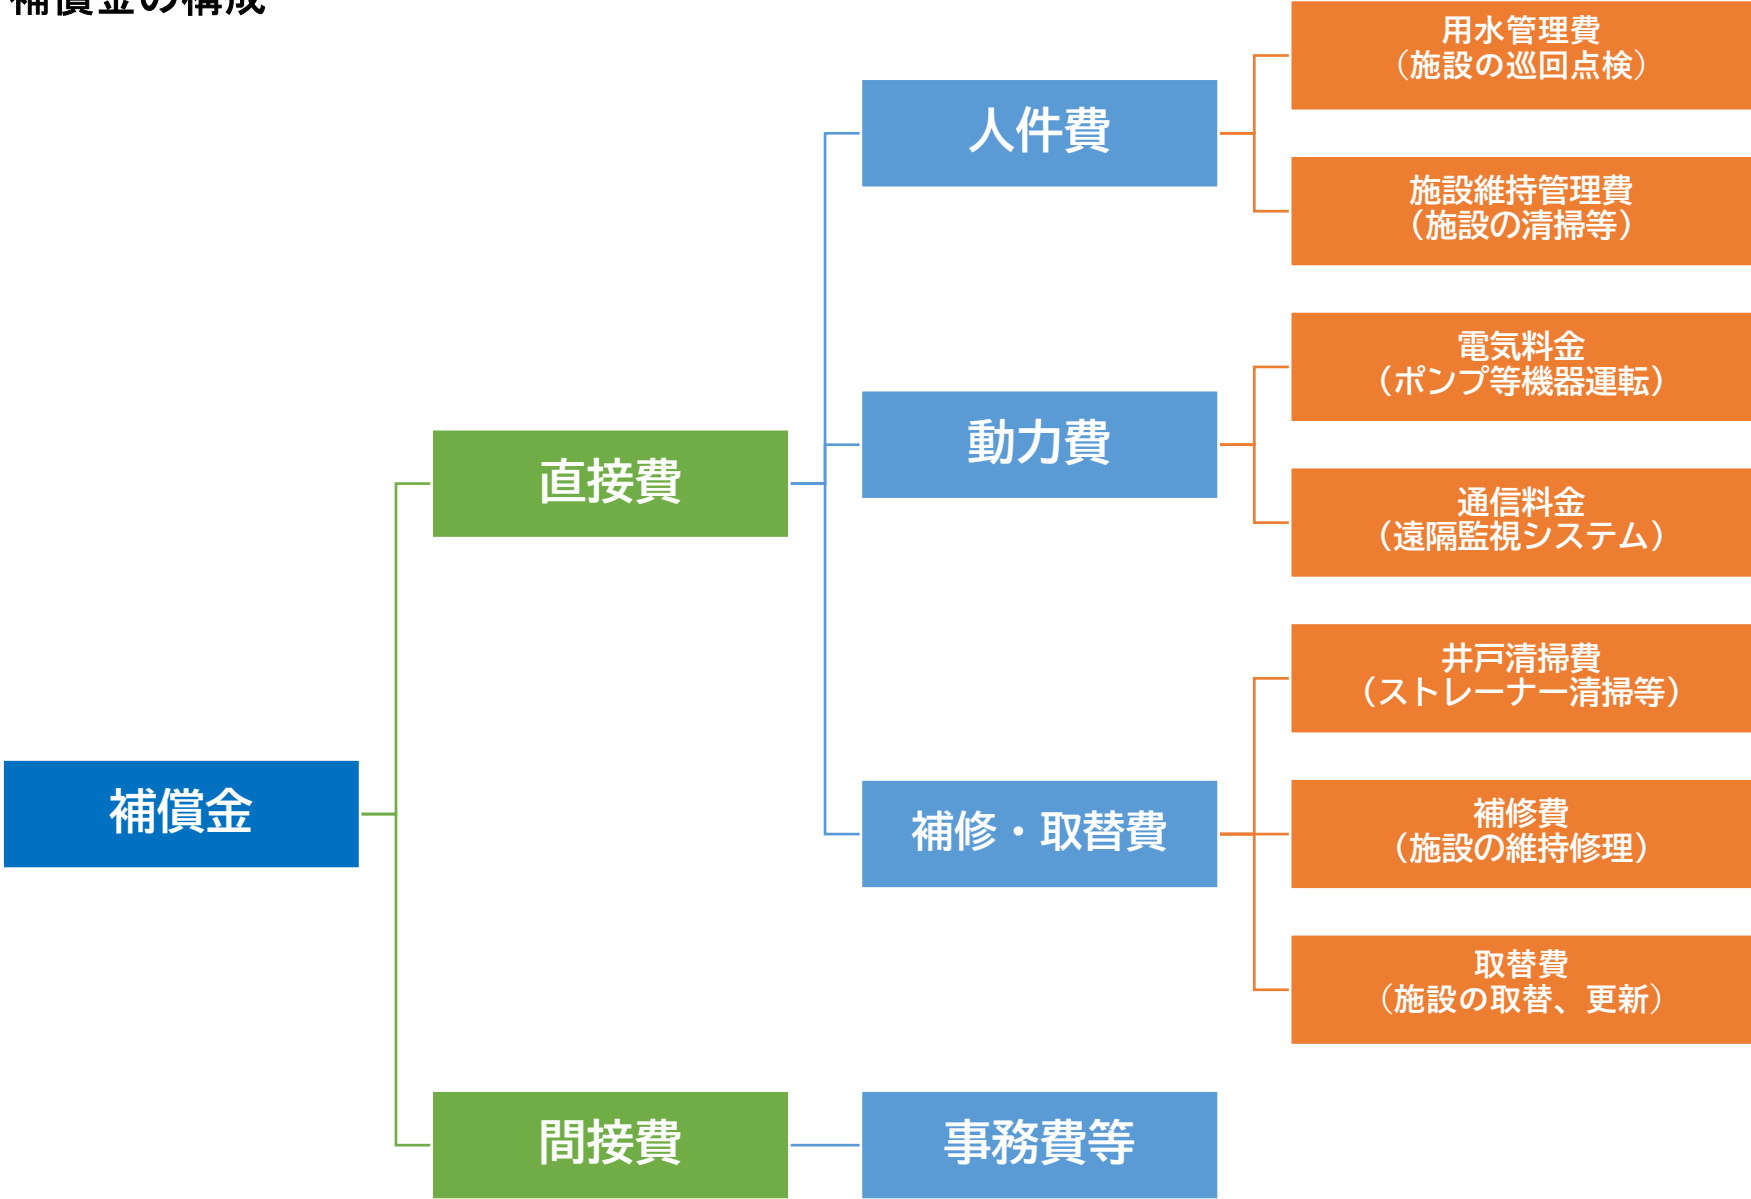 補償金の構成
用水管理費
（施設の巡回点検）
人件費
施設維持管理費
（施設の清掃等）
電気料金
（ポンプ等機器運転）
動力費
直接費
通信料金
（遠隔監視システム）
井戸清掃費
（ストレーナー清掃等）
補償金
補修・取替費
補修費
（施設の維持修理）
取替費
（施設の取替、更新）
間接費
事務費等